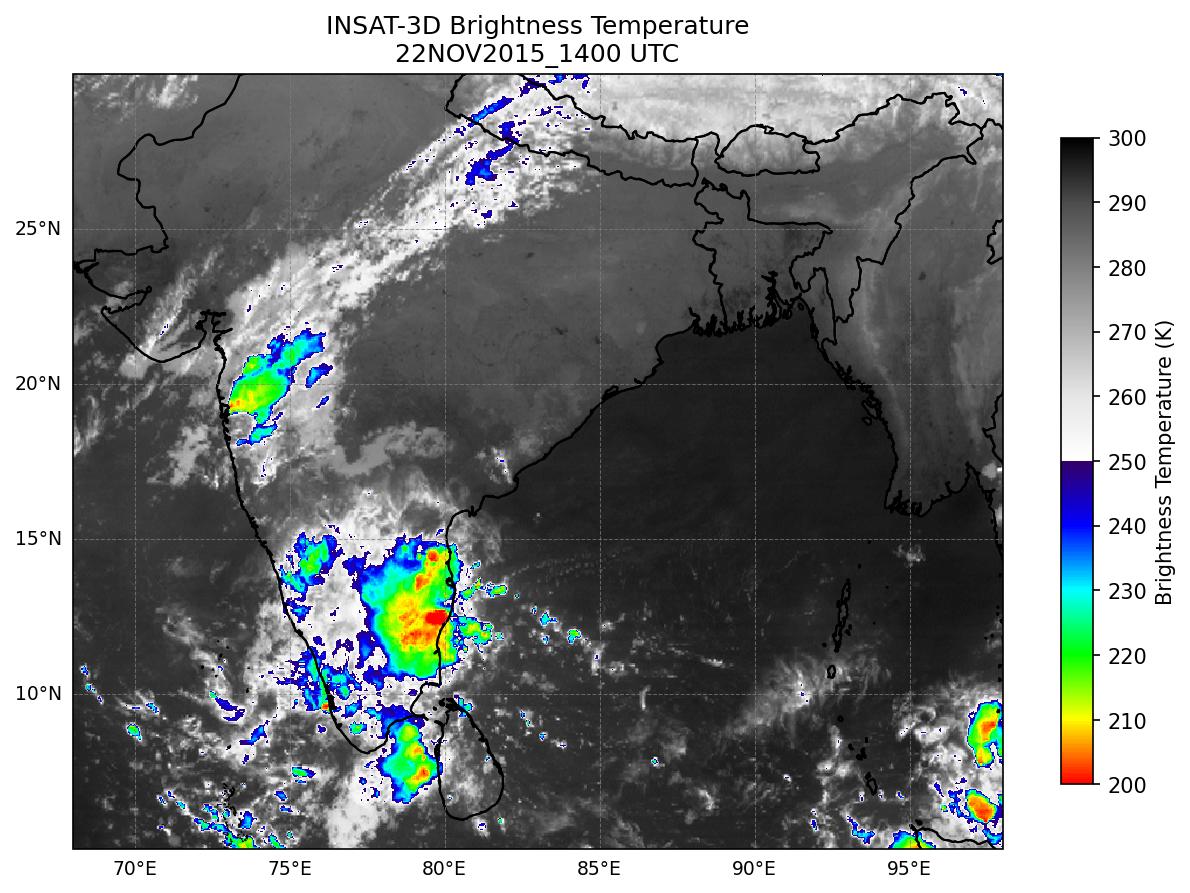 INSAT-3D Brightness Temperature
22NOV2015_1400 UTC
25°N
20°N
15°N
10°N
70°E
75°E
80°E
85°E
90°E
95°E
300
290
280
270
260
250
240
230
220
210
200
Brightness Temperature (K)